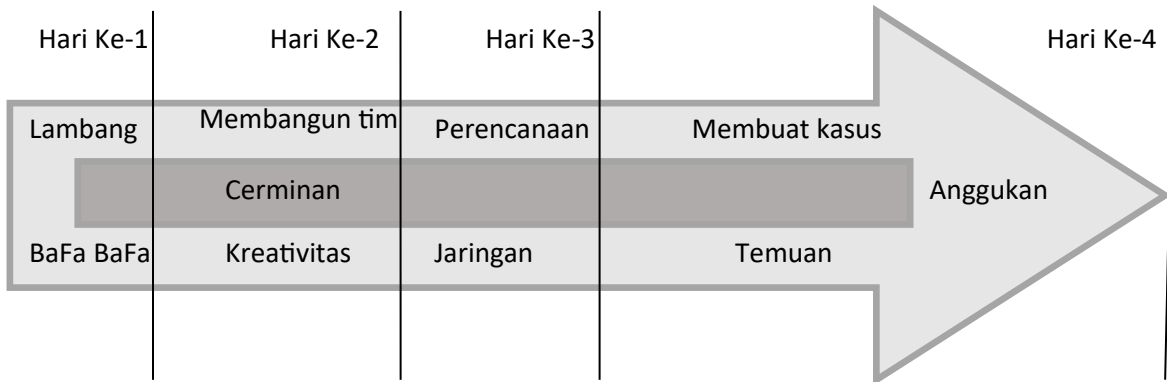 Hari Ke-1 Hari Ke-2 Hari Ke-3 Hari Ke-4
Lambang Membangun tim Perencanaan Membuat kasus
Cerminan Anggukan
BaFa BaFa Kreativitas Jaringan Temuan